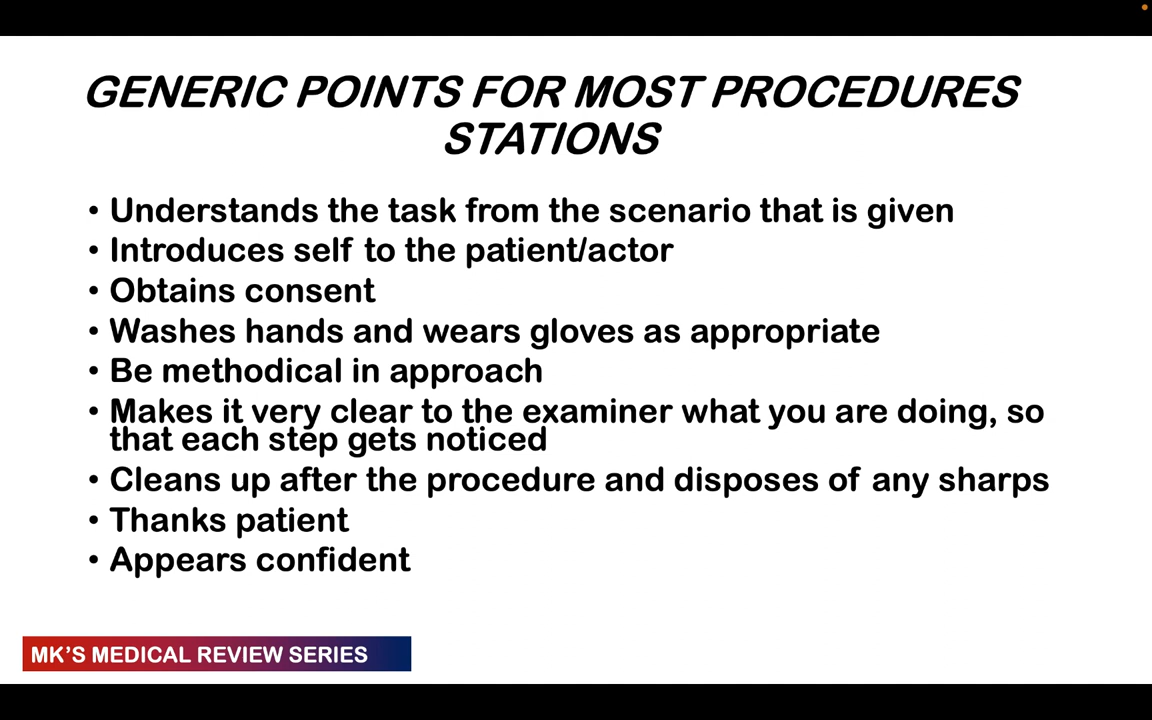 GENERIC POINTS FOR MOST PROCEDURES
STATIONS
• Understands the task from the scenario that is given
• Introduces self to the patient/actor
• Obtains consent
• Washes hands and wears gloves as appropriate
• Be methodical in approach
• Makes it very clear to the examiner what you are doing, so
that each step gets noticed
• Cleans up after the procedure and disposes of any sharps
• Thanks patient
• Appears confident
MK'S MEDICAL REVIEW SERIES